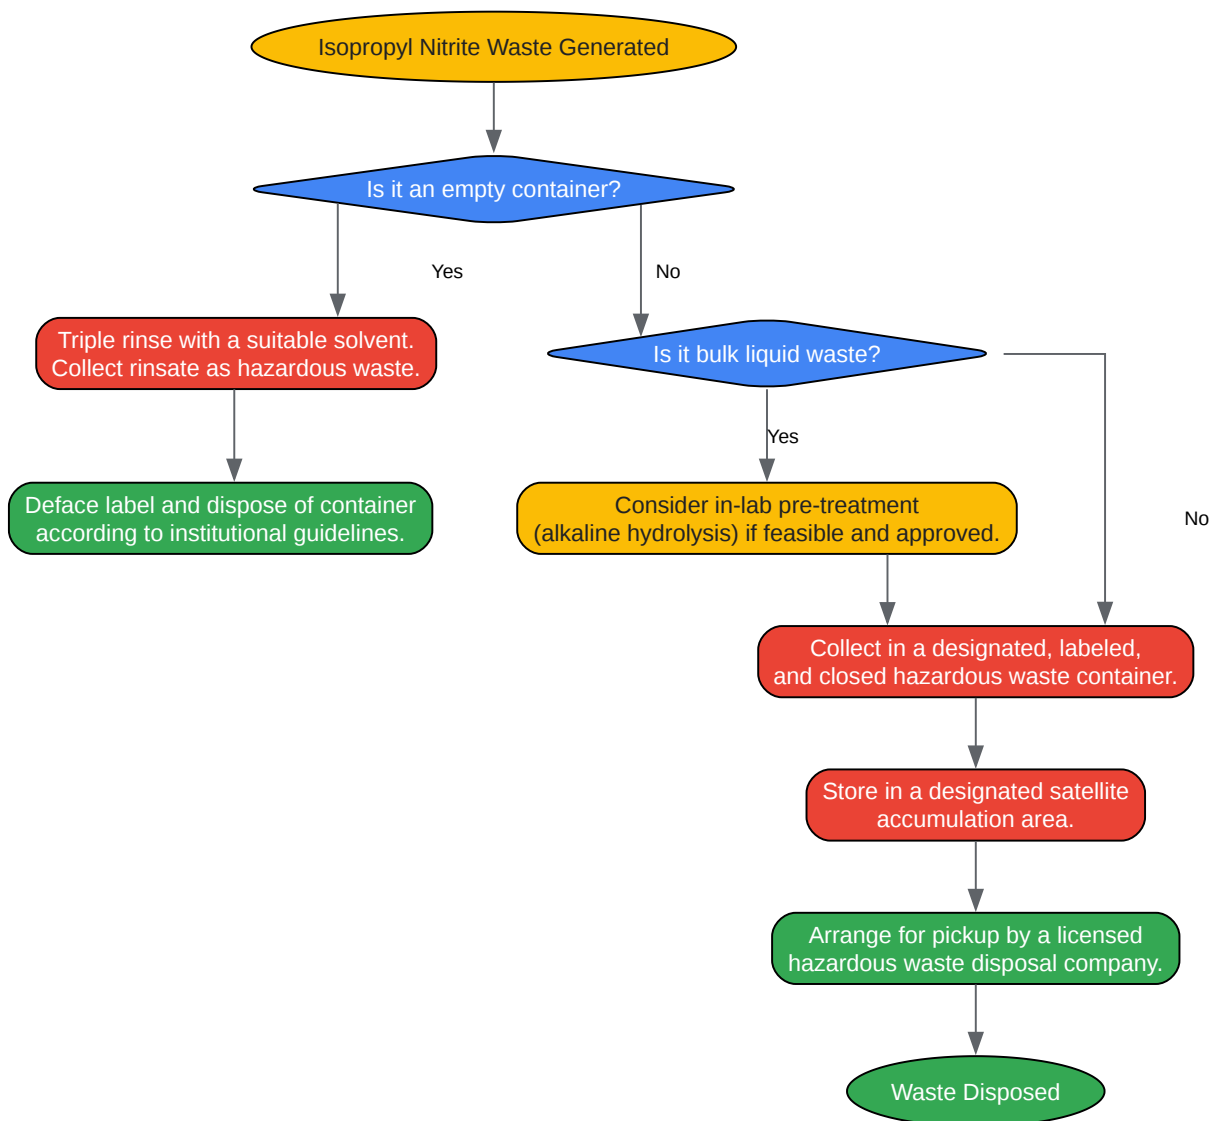 Isopropyl Nitrite Waste Generated
Is it an empty container?
Yes
No
Triple rinse with a suitable solvent.
Collect rinsate as hazardous waste.
Is it bulk liquid waste?
Yes
Deface label and dispose of container
according to institutional guidelines.
Consider in-lab pre-treatment
(alkaline hydrolysis) if feasible and approved.
No
Collect in a designated, labeled,
and closed hazardous waste container.
Store in a designated satellite
accumulation area.
Arrange for pickup by a licensed
hazardous waste disposal company.
Waste Disposed